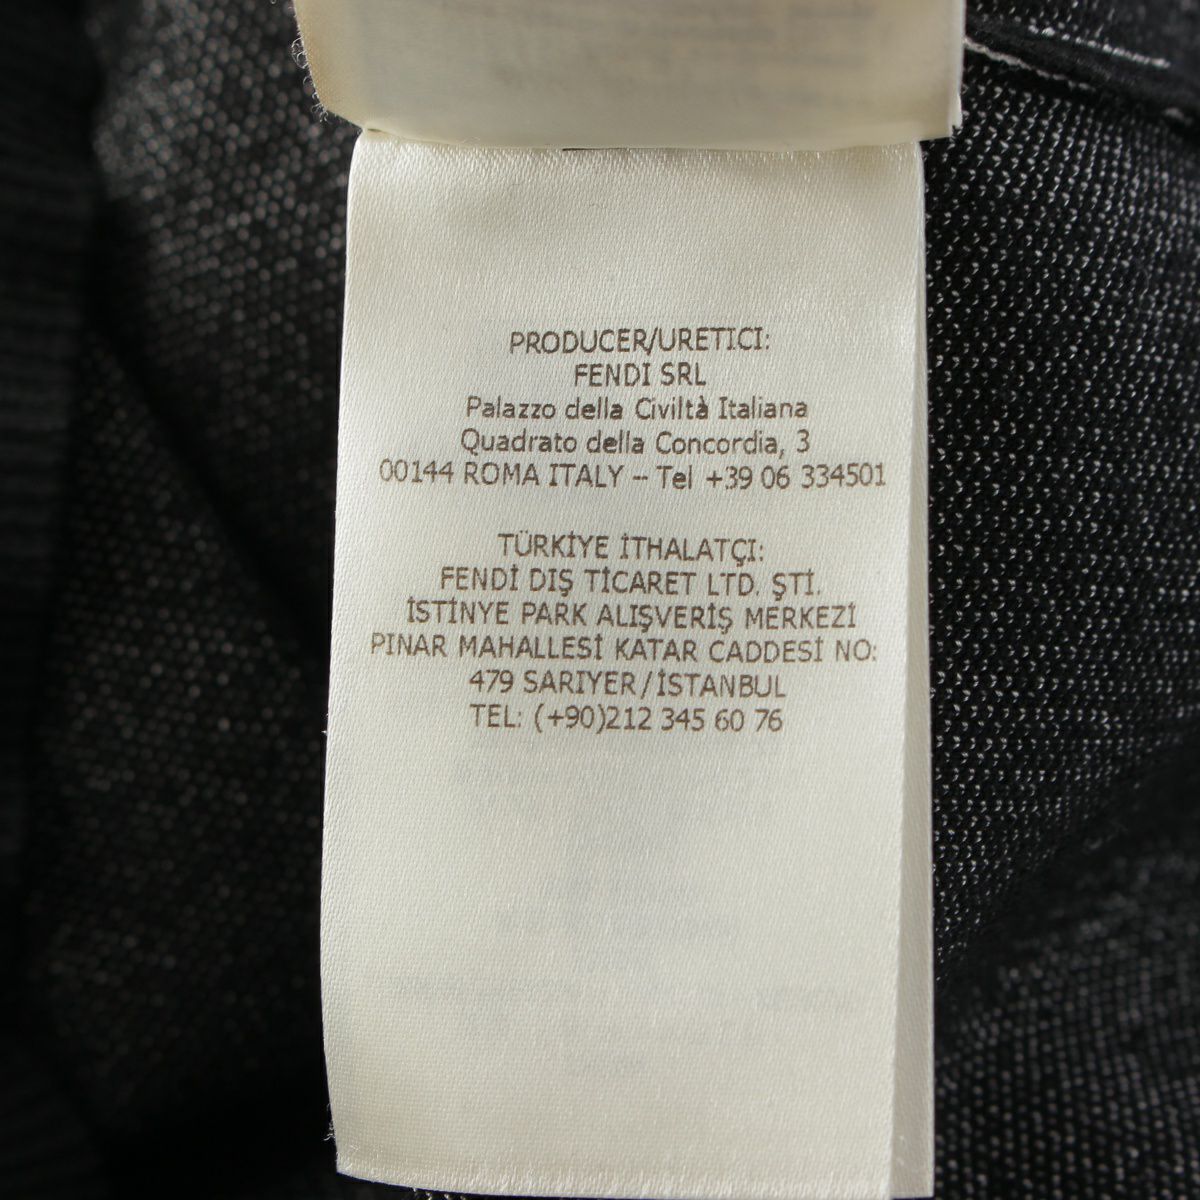 PRODUCER/URETICI:
FENDI SRL
Palazzo della Civiltà Italiana
Quadrato della Concordia, 3
00144 ROMA ITALY – Tel +39 06 334501
TÜRKİYE İTHALATÇI:
FENDİ DIŞ TİCARET LTD. ŞTİ.
İSTİNYE PARK ALIŞVERİŞ MERKEZİ
PINAR MAHALLESİ KATAR CADDESİ NO:
479 SARIYER/İSTANBUL
TEL: (+90)212 345 60 76